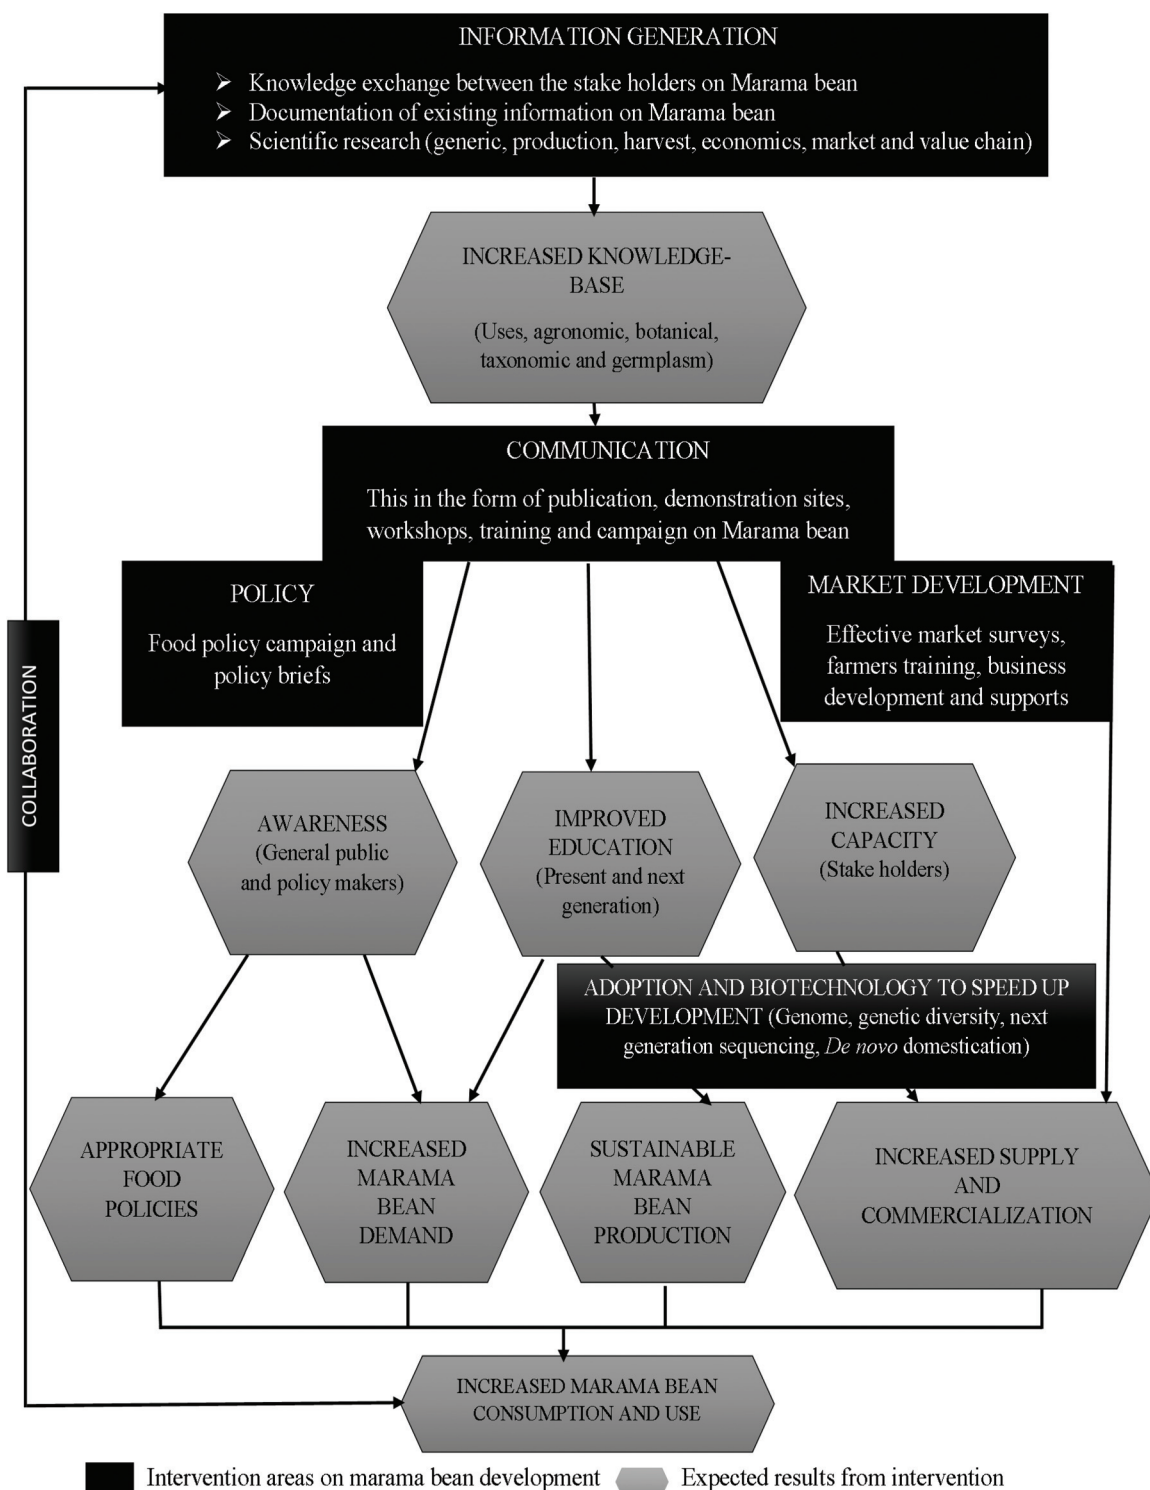 INFORMATION GENERATION
➢ Knowledge exchange between the stake holders on Marama bean
➢ Documentation of existing information on Marama bean
➢ Scientific research (generic, production, harvest, economics, market and value chain)
INCREASED KNOWLEDGE-
BASE
(Uses, agronomic, botanical,
taxonomic and germplasm)
COMMUNICATION
This in the form of publication, demonstration sites,
workshops, training and campaign on Marama bean
POLICY
Food policy campaign and
policy briefs
MARKET DEVELOPMENT
Effective market surveys,
farmers training, business
development and supports
COLLABORATION
AWARENESS
(General public
and policy makers)
IMPROVED
EDUCATION
(Present and next
generation)
INCREASED
CAPACITY
(Stake holders)
ADOPTION AND BIOTECHNOLOGY TO SPEED UP
DEVELOPMENT (Genome, genetic diversity, next
generation sequencing, De novo domestication)
APPROPRIATE
FOOD
POLICIES
INCREASED
MARAMA
BEAN
DEMAND
SUSTAINABLE
MARAMA
BEAN
PRODUCTION
INCREASED SUPPLY
AND
COMMERCIALIZATION
INCREASED MARAMA BEAN
CONSUMPTION AND USE
Intervention areas on marama bean development
Expected results from intervention